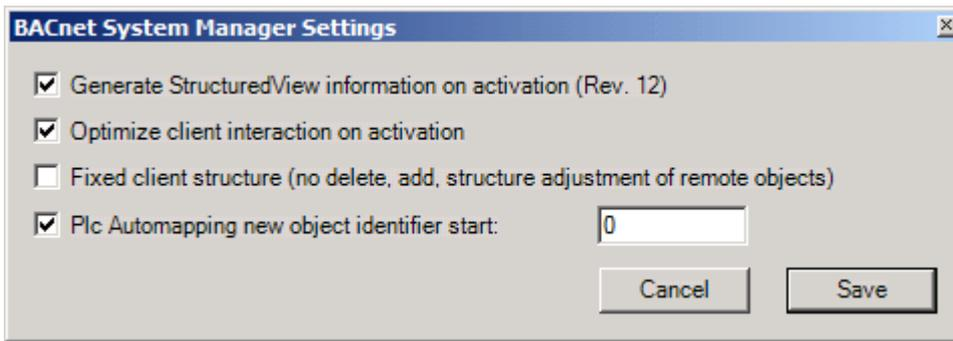 BACnet System Manager Settings
Generate StructuredView information on activation (Rev. 12)
Optimize client interaction on activation
Fixed client structure (no delete, add, structure adjustment of remote objects)
Plc Automapping new object identifier start: 0
Cancel Save